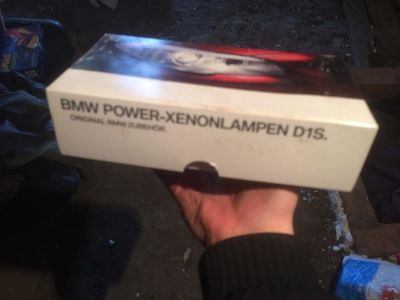 BMW POWER-XENONLAMPEN D1S.
ORIGINAL BMW ZUBEHÖR.